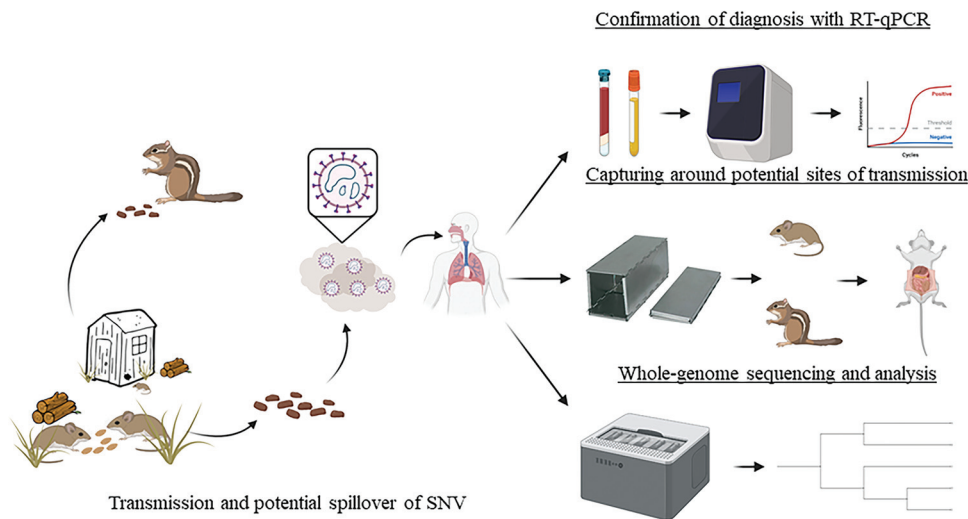 Confirmation of diagnosis with RT-qPCR
Fluorescence
Positive
Threshold
Negative
Cycles
Capturing around potential sites of transmission
Whole-genome sequencing and analysis
Transmission and potential spillover of SNV